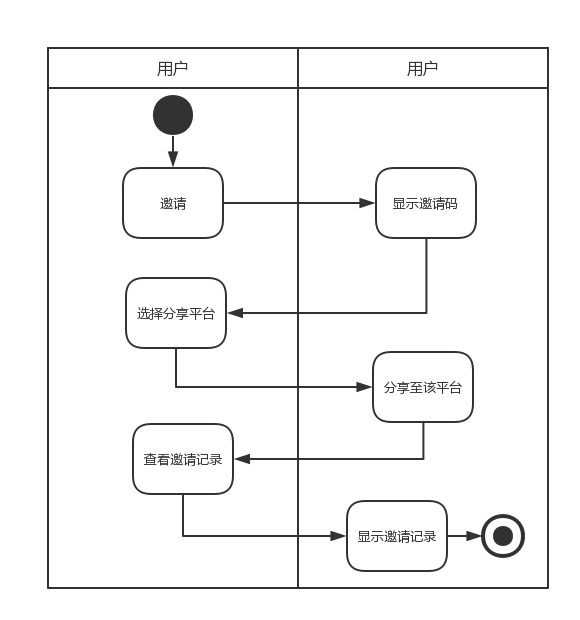 用户
用户
邀请
显示邀请码
选择分享平台
分享至该平台
查看邀请记录
显示邀请记录